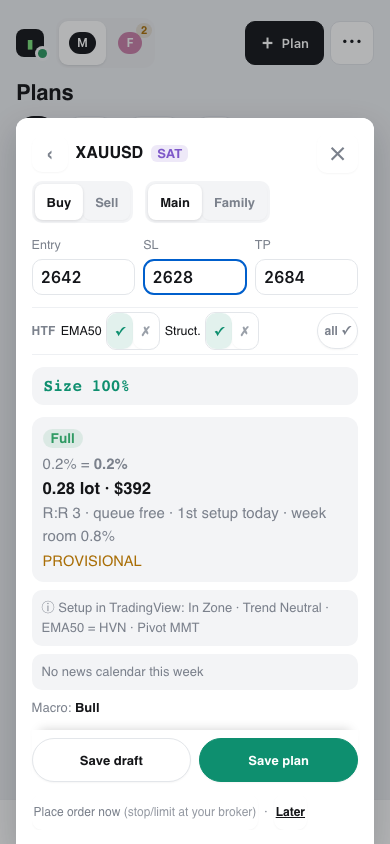 M F 2
+ Plan ...
Plans
‹ XAUUSD SAT ✕
Buy Sell Main Family
Entry SL TP
2642 2628 2684
HTF EMA50 ✓ ✗ Struct. ✓ ✗ all ✓
Size 100%
Full
0.2% = 0.2%
0.28 lot · $392
R:R 3 · queue free · 1st setup today · week
room 0.8%
PROVISIONAL
ⓘ Setup in TradingView: In Zone · Trend Neutral ·
EMA50 = HVN · Pivot MMT
No news calendar this week
Macro: Bull
Save draft Save plan
Place order now (stop/limit at your broker) · Later